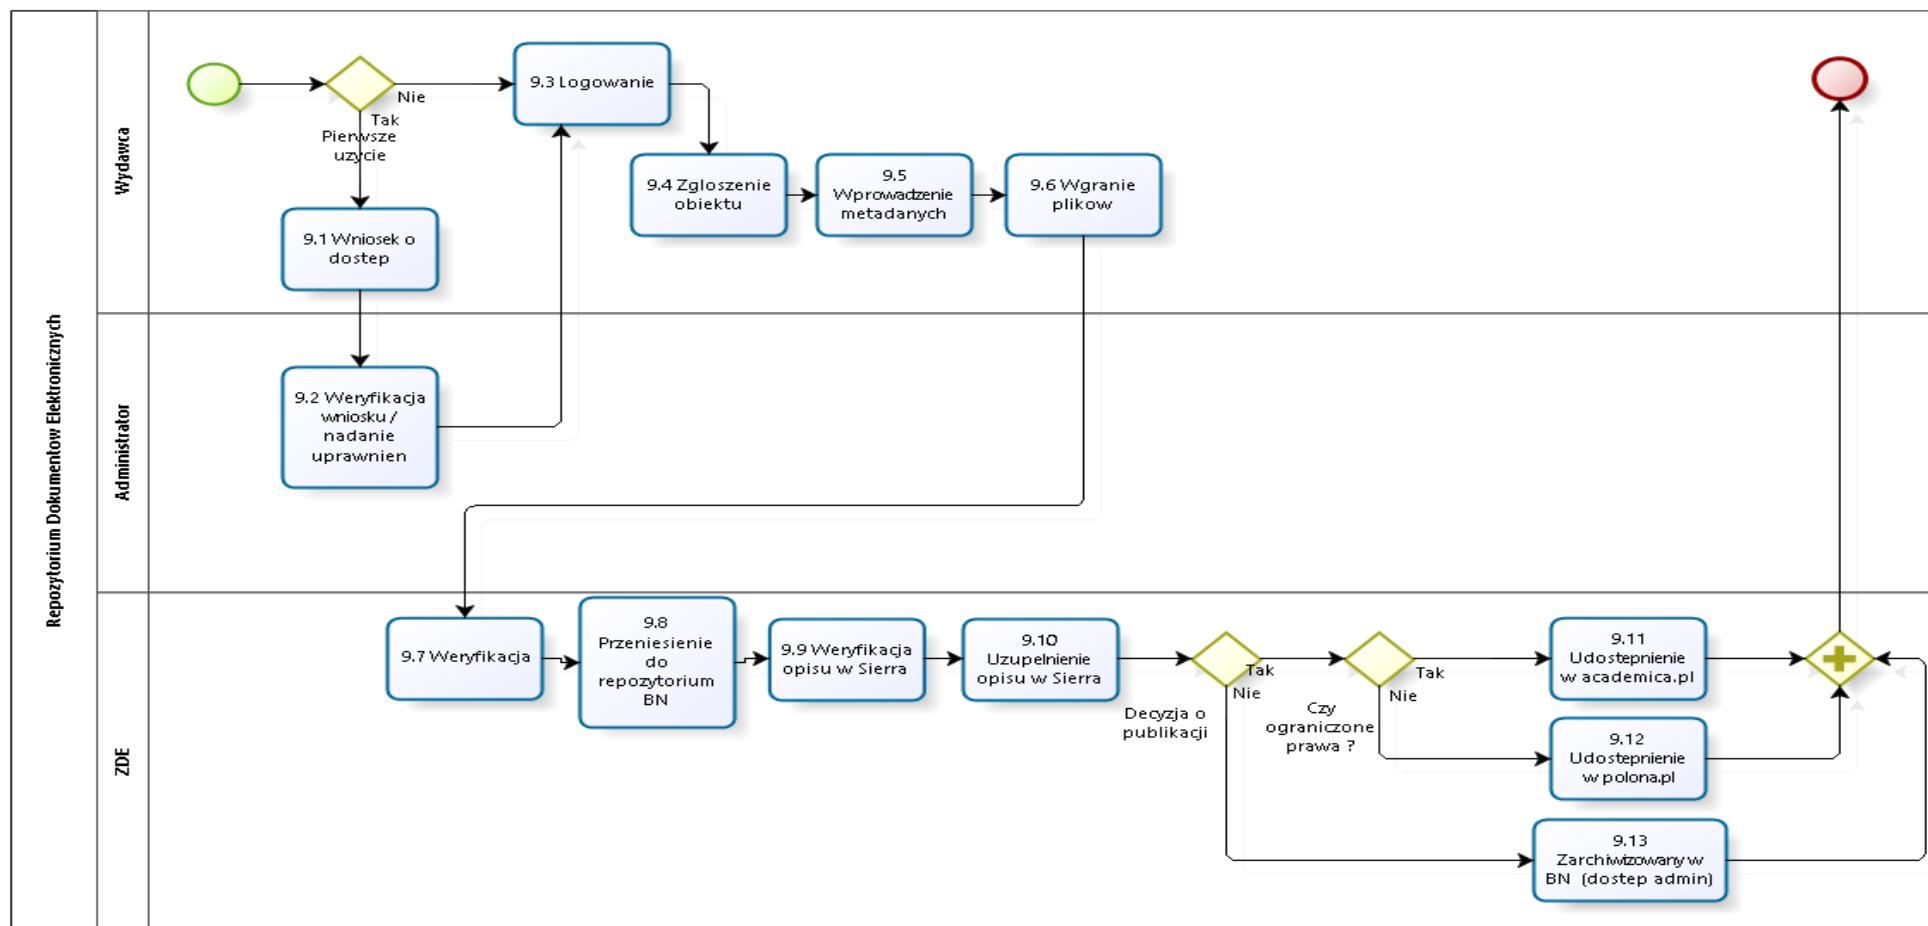 Repozytorium Dokumentow Elektronicznych
Wydawca
Nie
Tak
Pierwsze
uzycie
9.3 Logowanie
9.4 Zgloszenie
obiektu
9.5
Wprowadzenie
metadanych
9.6 Wgranie
plikow
9.1 Wniosek o
dostep
Administrator
9.2 Weryfikacja
wniosku /
nadanie
uprawnien
ZDE
9.7 Weryfikacja
9.8
Przeniesienie
do
repozytorium
BN
9.9 Weryfikacja
opisu w Sierra
9.10
Uzupelnienie
opisu w Sierra
Decyzja o
publikacji
Tak
Nie
Czy
ograniczone
prawa ?
Tak
Nie
9.11
Udostepnienie
w academica.pl
9.12
Udostepnienie
w polona.pl
9.13
Zarchiwizowany w
BN (dostep admin)